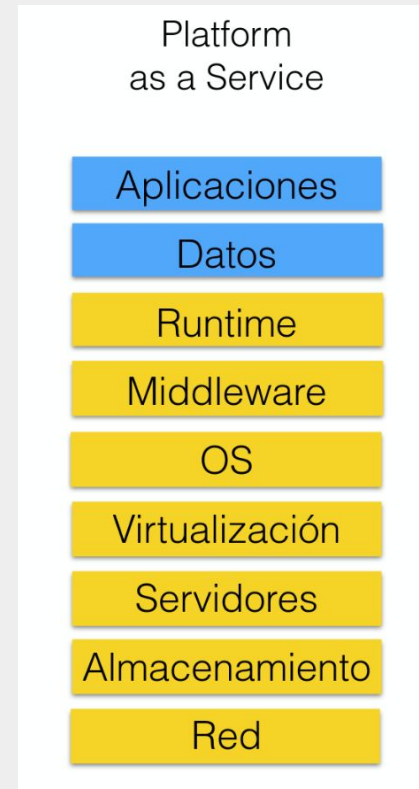 Platform
as a Service
Aplicaciones
Datos
Runtime
Middleware
OS
Virtualización
Servidores
Almacenamiento
Red